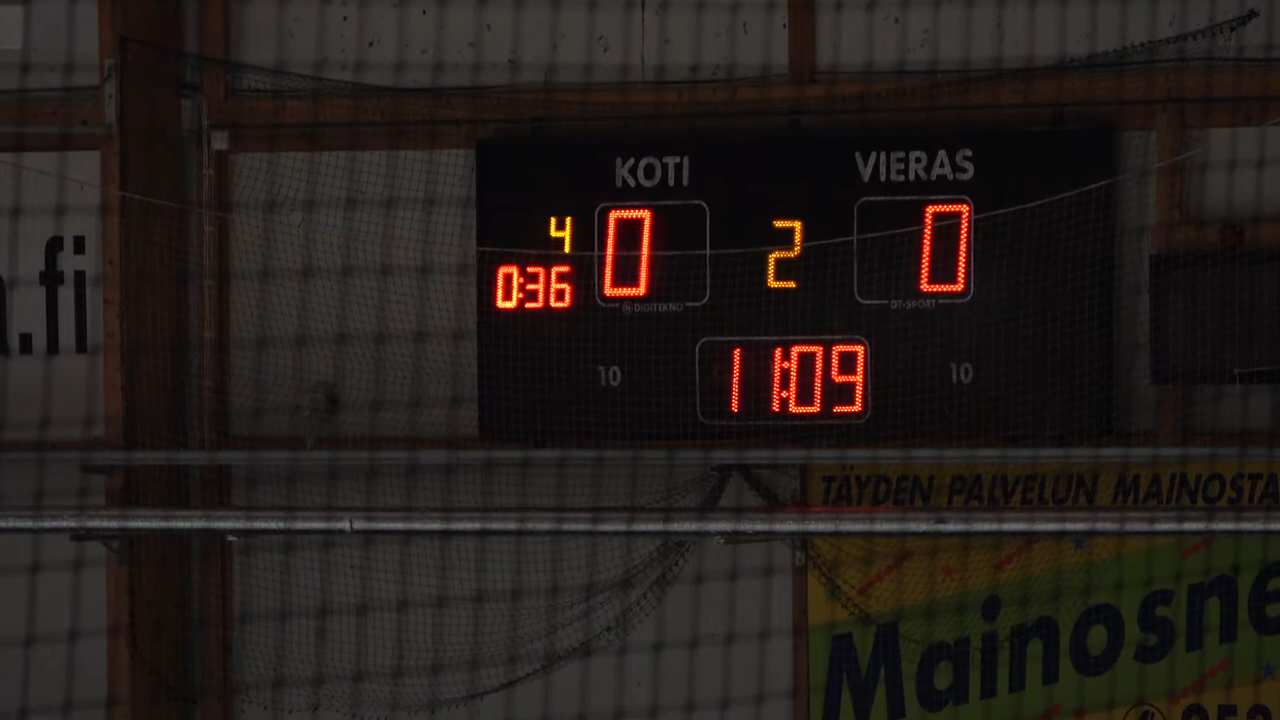 KOTI VIERAS
4 0 2 0
0:36
DIGITEKNO OT-SPORT
10 11:09 10
.fi
TÄYDEN PALVELUN MAINOSTA
Mainosne